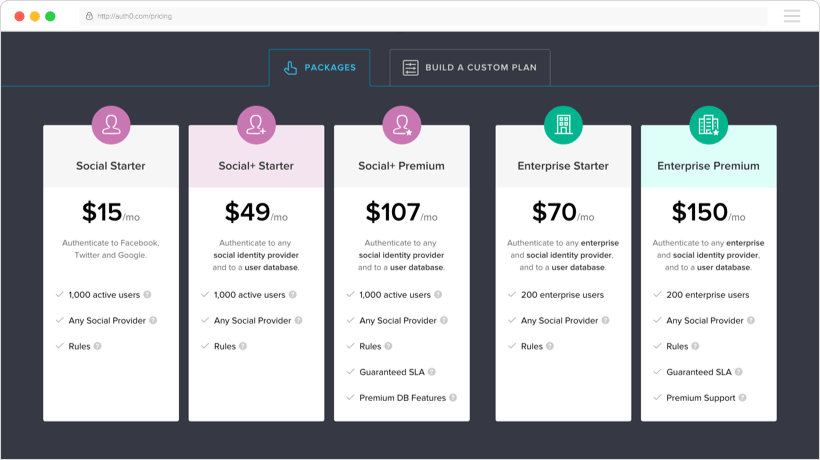 http://auth0.com/pricing
PACKAGES
BUILD A CUSTOM PLAN
Social Starter
$15/mo
Authenticate to Facebook,
Twitter and Google.
1,000 active users ?
Any Social Provider ?
Rules ?
Social+ Starter
$49/mo
Authenticate to any
social identity provider
and to a user database.
1,000 active users ?
Any Social Provider ?
Rules ?
Social+ Premium
$107/mo
Authenticate to any
social identity provider
and to a user database.
1,000 active users ?
Any Social Provider ?
Rules ?
Guaranteed SLA ?
Premium DB Features ?
Enterprise Starter
$70/mo
Authenticate to any enterprise
and social identity provider,
and to a user database.
200 enterprise users
Any Social Provider ?
Rules ?
Enterprise Premium
$150/mo
Authenticate to any enterprise
and social identity provider,
and to a user database.
200 enterprise users
Any Social Provider ?
Rules ?
Guaranteed SLA ?
Premium Support ?